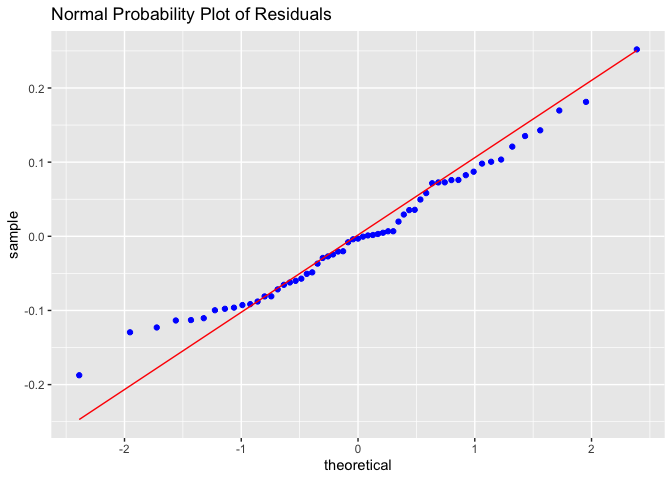 Normal Probability Plot of Residuals
0.2
0.1
0.0
-0.1
-0.2
sample
-2 -1 0 1 2
theoretical